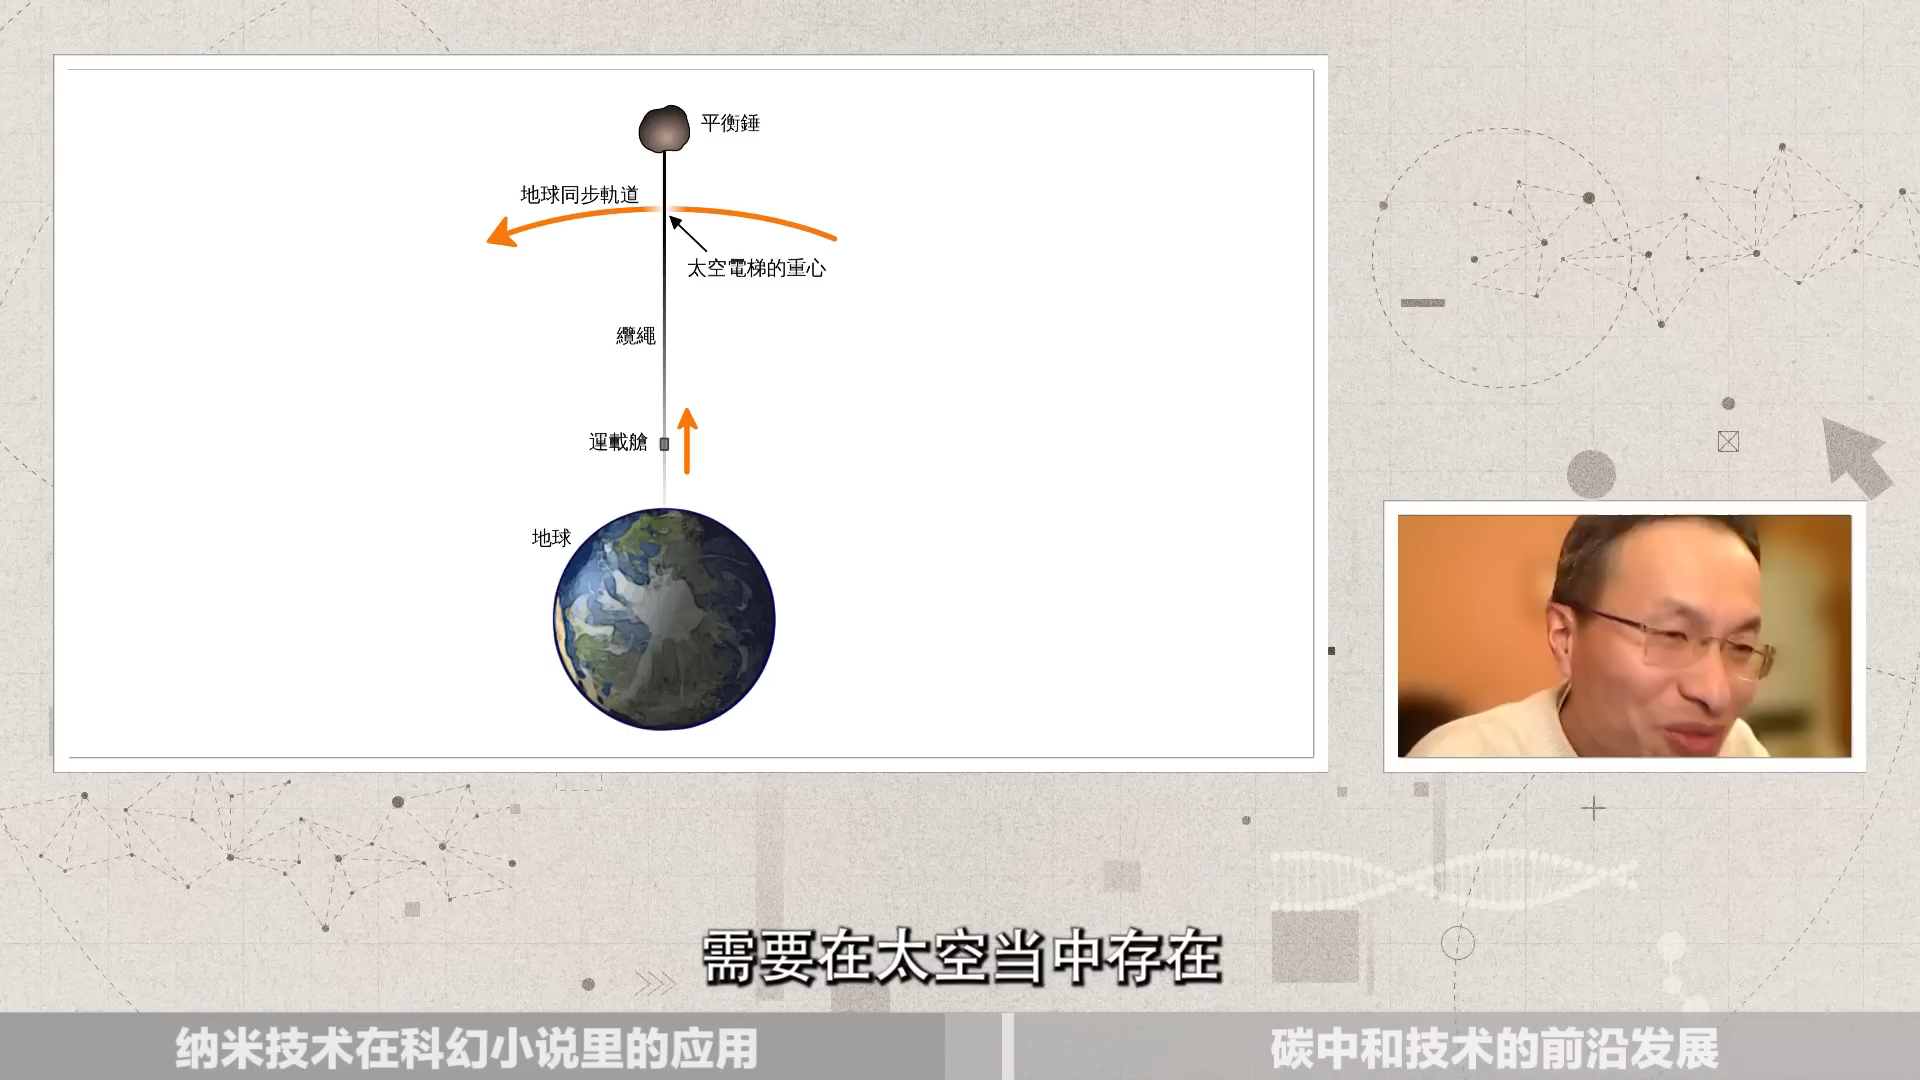 平衡錘
地球同步軌道
太空電梯的重心
纜繩
運載艙
地球
需要在太空当中存在
纳米技术在科幻小说里的应用
碳中和技术的前沿发展